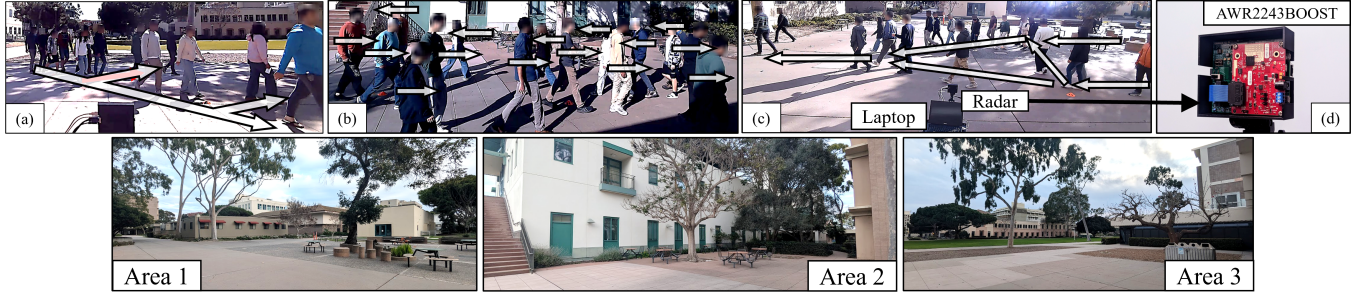 AWR2243BOOST
(a)
(b)
(c)
Laptop
Radar
(d)
Area 1
Area 2
Area 3